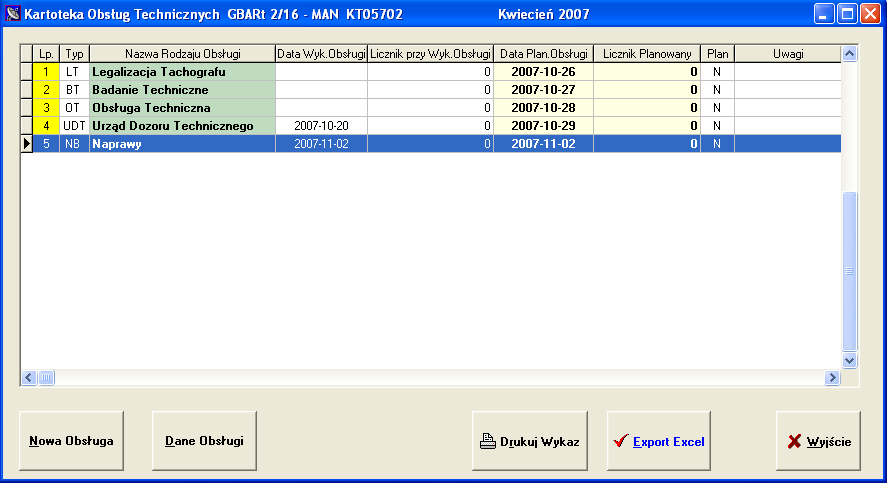 Kartoteka Obsług Technicznych GBARt 2/16 - MAN KT05702 Kwiecień 2007
Lp. Typ Nazwa Rodzaju Obsługi Data Wyk.Obsługi Licznik przy Wyk.Obsługi Data Plan.Obsługi Licznik Planowany Plan Uwagi
1 LT Legalizacja Tachografu 0 2007-10-26 0 N
2 BT Badanie Techniczne 0 2007-10-27 0 N
3 OT Obsługa Techniczna 0 2007-10-28 0 N
4 UDT Urząd Dozoru Technicznego 2007-10-20 0 2007-10-29 0 N
5 NB Naprawy 2007-11-02 0 2007-11-02 0 N
Nowa Obsługa Dane Obsługi Drukuj Wykaz Export Excel Wyjście